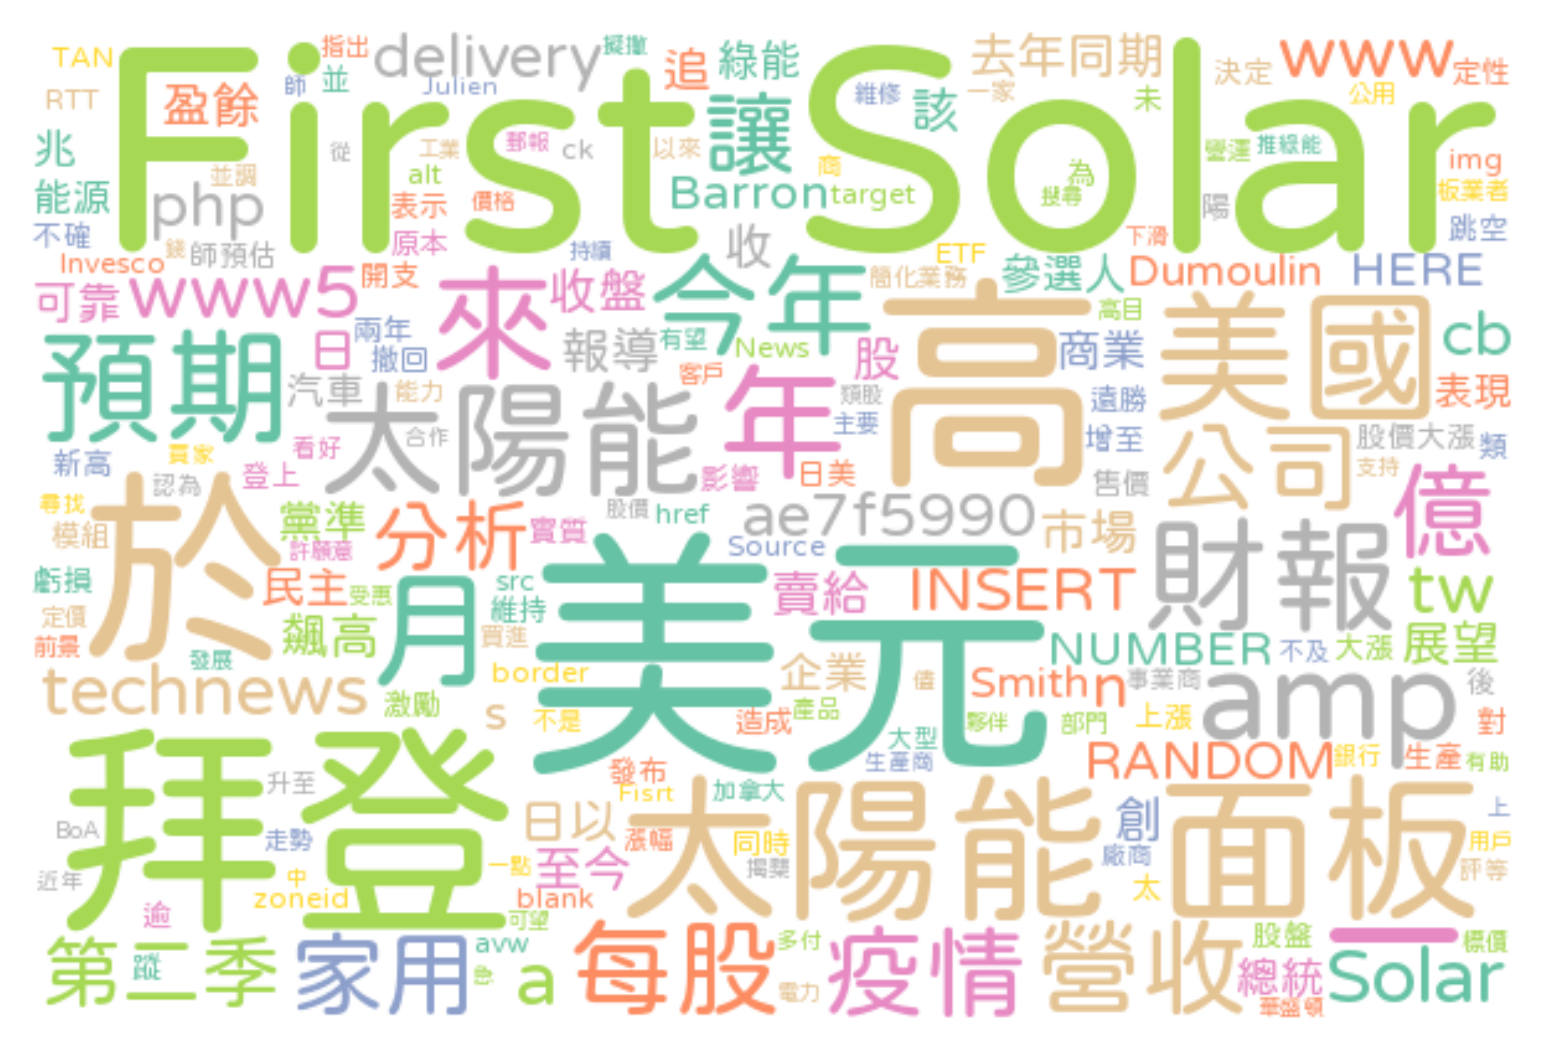 TAN
指出
delivery
擬撤
追
綠能
去年同期
決定
www
定性
RTT
盈餘
師
並
Julien
讓
維修
該
一家
未
公用
First Solar
兆
從
工業
郵報
ck
以來
商
為
營運
推綠能
img
能源
php
並調
alt
表示
價格
Barron
target
搜尋
陽
板業者
不確
原本
收
跳空
Invesco
錢
師預估
持續
ETF
下滑
可靠
www5
開支
來
收盤
今年
簡化業務
參選人
Dumoulin
HERE
預期
日
兩年
撤回
報導
有望
News
股
高
高目
商業
美國
cb
汽車
能力
太陽能
客戶
年
類股
主要
遠勝
表現
新高
賣家
看好
合作
增至
公司
股價大漲
類
尋找
認為
登上
影響
日美
售價
支持
模組
於
黨準
分析
實質
股價
href
ae7f5990
市場
財報
億
虧損
許願意
民主
受惠
月
src
維持
美元
Source
賣給
INSERT
tw
定價
前景
發展
飆高
買進
NUMBER
不及
大漲
展望
technews
激勵
border
企業
儘
Smith
n
事業商
amp
後
s
不是
造成
產品
夥伴
部門
上漲
對
拜登
升至
發布
大型
生產商
RANDOM
銀行
生產
有助
Fisrt
加拿大
BoA
走勢
日以
漲幅
太陽能面板
同時
創
上
近年
中
一點
至今
揭櫫
廠商
用戶
逾
zoneid
blank
太
評等
第二季
蹤
家用
可望
avw
a
每股
多付
疫情
營收
股盤
一
標價
電力
總統
Solar
華盛頓